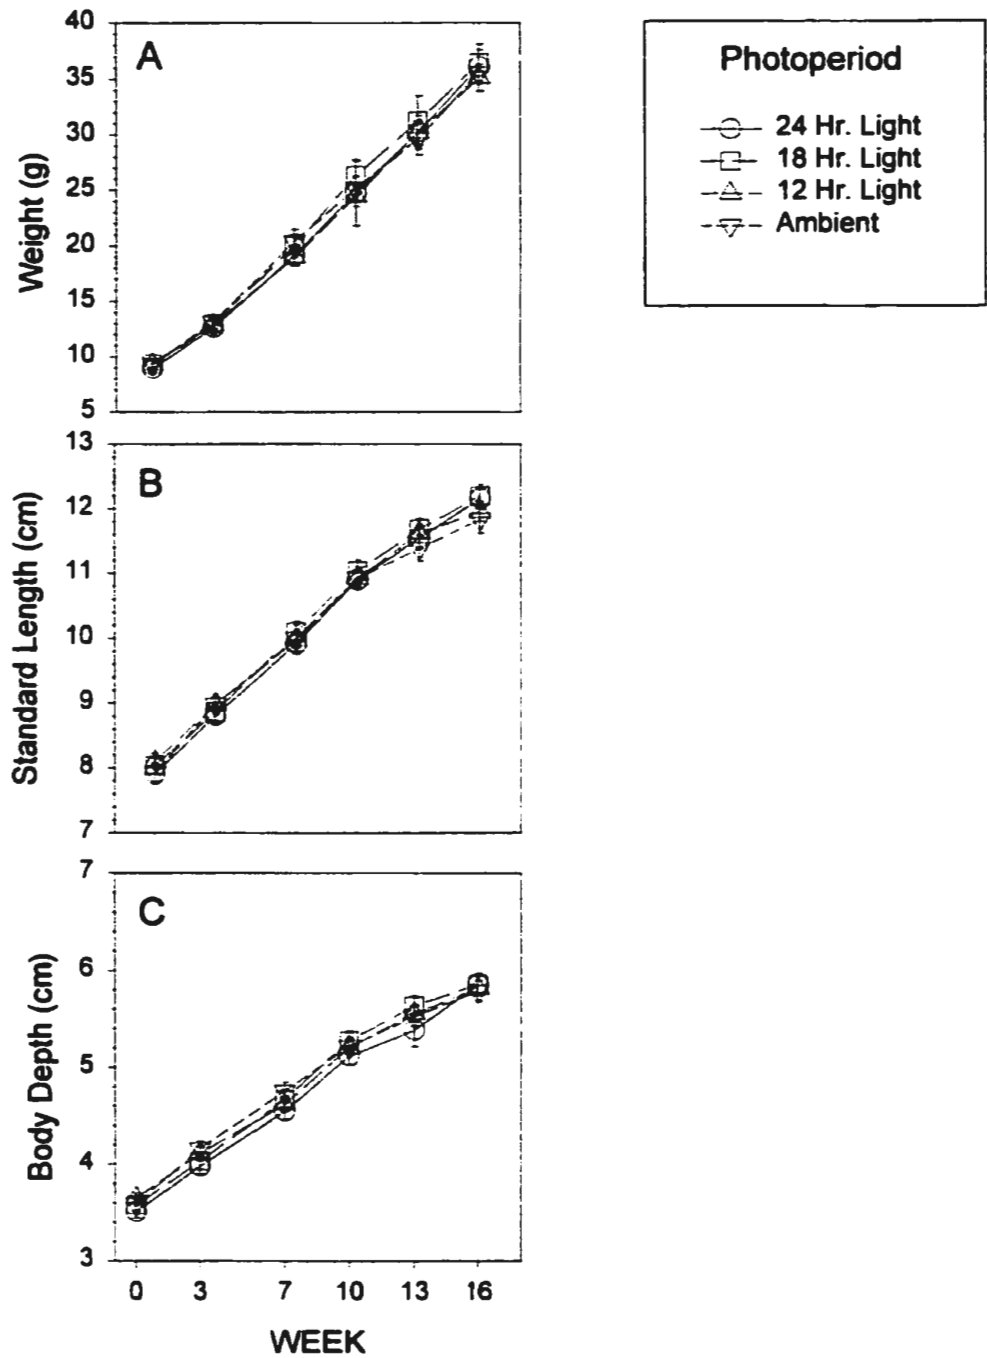 A
Weight (g)
40
35
30
25
20
15
10
5
Photoperiod
24 Hr. Light
18 Hr. Light
12 Hr. Light
Ambient
B
Standard Length (cm)
13
12
11
10
9
8
7
C
Body Depth (cm)
7
6
5
4
3
0 3 7 10 13 16
WEEK